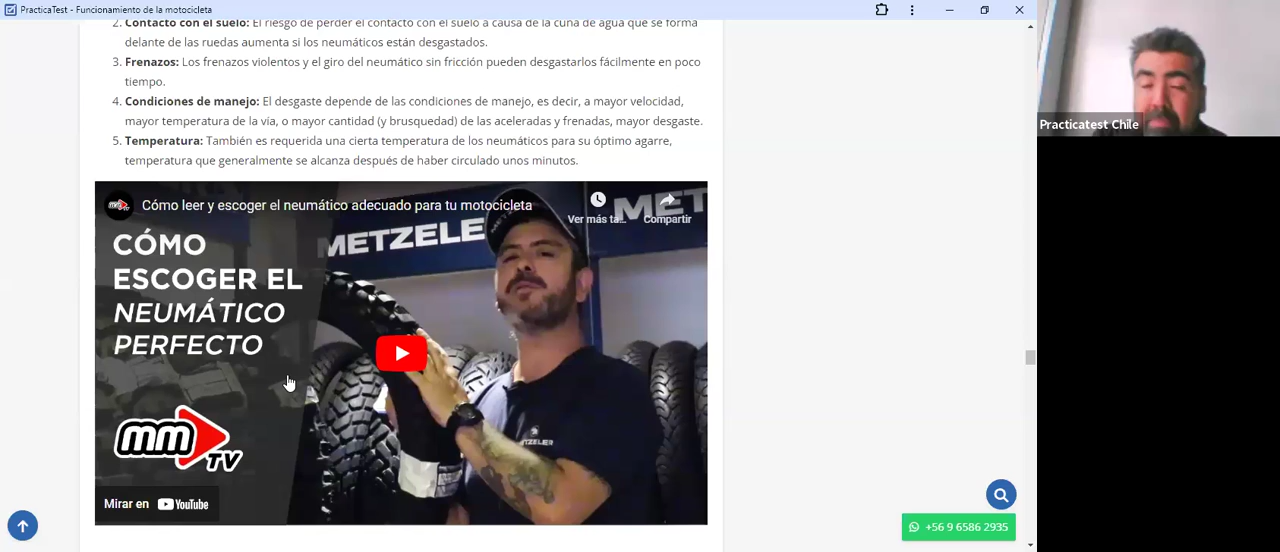 PracticaTest - Funcionamiento de la motocicleta
2. Contacto con el suelo: El riesgo de perder el contacto con el suelo a causa de la cuña de agua que se forma
delante de las ruedas aumenta si los neumáticos están desgastados.
3. Frenazos: Los frenazos violentos y el giro del neumático sin fricción pueden desgastarlos fácilmente en poco
tiempo.
4. Condiciones de manejo: El desgaste depende de las condiciones de manejo, es decir, a mayor velocidad,
mayor temperatura de la vía, o mayor cantidad (y brusquedad) de las aceleradas y frenadas, mayor desgaste.
5. Temperatura: También es requerida una cierta temperatura de los neumáticos para su óptimo agarre,
temperatura que generalmente se alcanza después de haber circulado unos minutos.
Practicatest Chile
Cómo leer y escoger el neumático adecuado para tu motocicleta
Ver más ta...
Compartir
METZELER
METZ
CÓMO
ESCOGER EL
NEUMÁTICO
PERFECTO
METZELER
mm
TV
Mirar en YouTube
+56 9 6586 2935